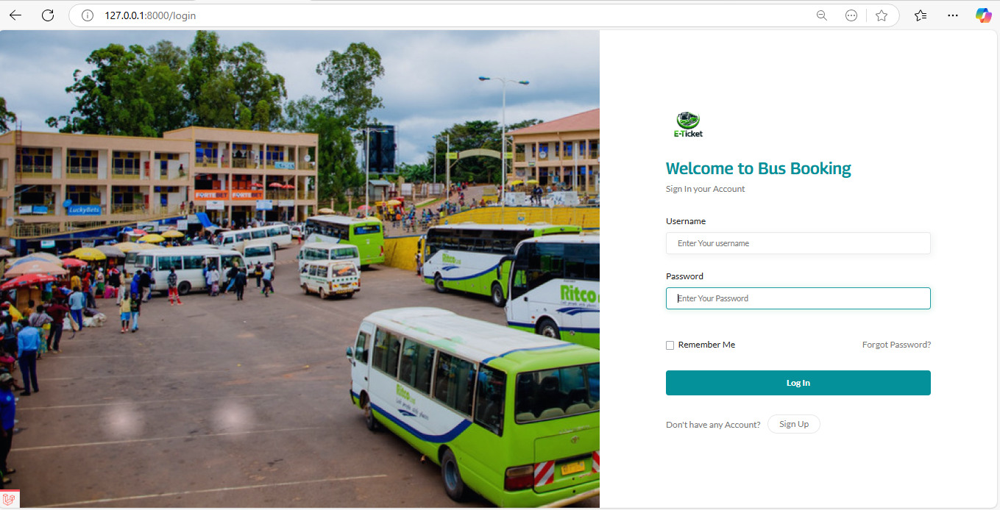 127.0.0.1:8000/login
E-Ticket
Welcome to Bus Booking
Sign In your Account
Username
Enter Your username
Password
Enter Your Password
Remember Me
Forgot Password?
Log In
Don't have any Account?
Sign Up
FORTEBET
FORTEBET
LuckyBets
Ritco
Ritco
Ritco